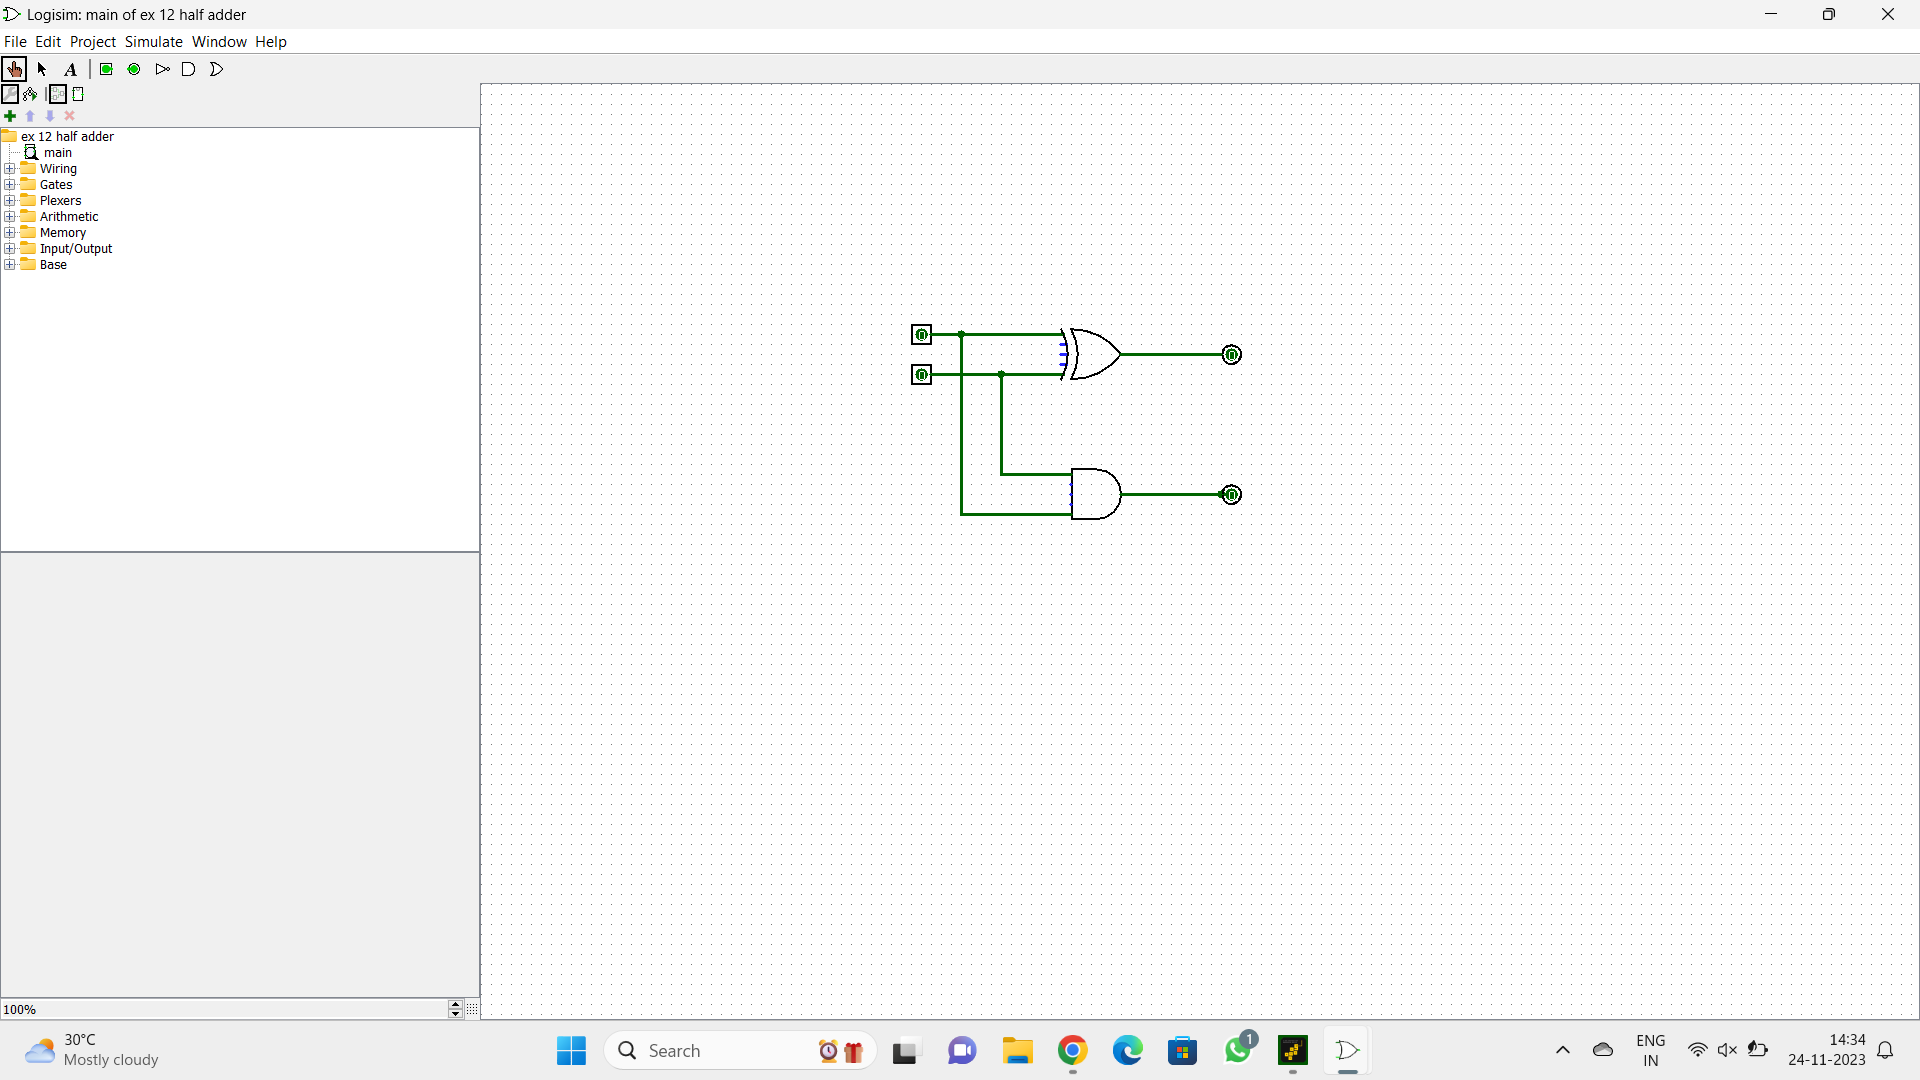 Logisim: main of ex 12 half adder
File Edit Project Simulate Window Help
A
ex 12 half adder
main
Wiring
Gates
Plexers
Arithmetic
Memory
Input/Output
Base
0
0
0
0
100%
30°C
Mostly cloudy
Search
1
ENG
IN
14:34
24-11-2023